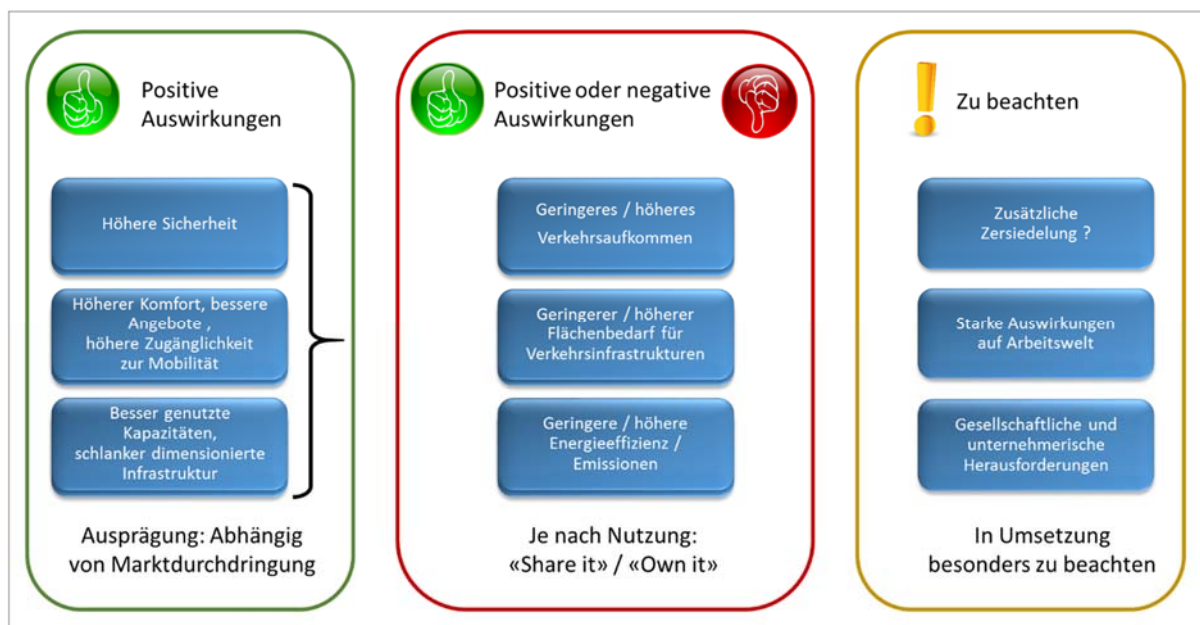 Positive
Auswirkungen
Höhere Sicherheit
Höherer Komfort, bessere
Angebote ,
höhere Zugänglichkeit
zur Mobilität
Besser genutzte
Kapazitäten,
schlanker dimensionierte
Infrastruktur
Ausprägung: Abhängig
von Marktdurchdringung
Positive oder negative
Auswirkungen
Geringeres / höheres
Verkehrsaufkommen
Geringerer / höherer
Flächenbedarf für
Verkehrsinfrastrukturen
Geringere / höhere
Energieeffizienz /
Emissionen
Je nach Nutzung:
«Share it» / «Own it»
Zu beachten
Zusätzliche
Zersiedelung ?
Starke Auswirkungen
auf Arbeitswelt
Gesellschaftliche und
unternehmerische
Herausforderungen
In Umsetzung
besonders zu beachten